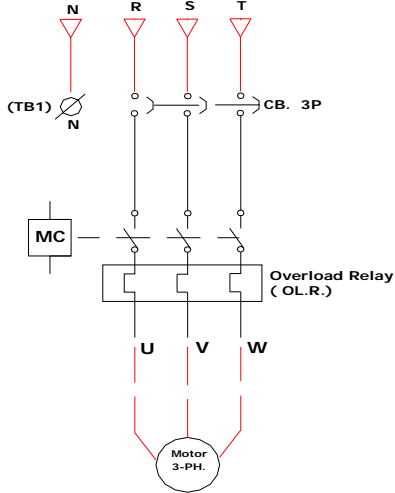 N R S T
(TB1)
N
CB. 3P
MC
Overload Relay
( OL.R.)
U V W
Motor
3-PH.